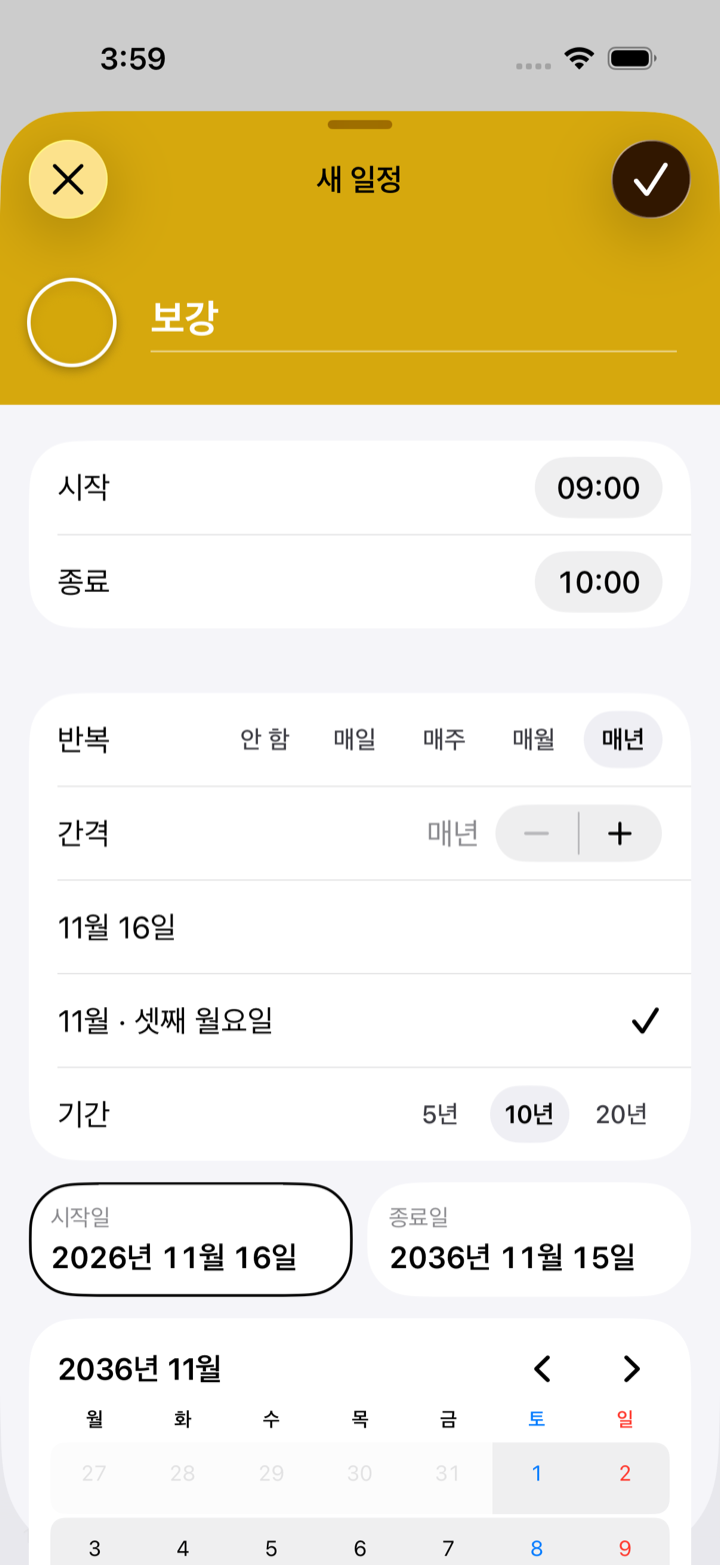 3:59
새 일정
보강
시작 09:00
종료 10:00
반복 안 함 매일 매주 매월 매년
간격 매년
11월 16일
11월 · 셋째 월요일
기간 5년 10년 20년
시작일 종료일
2026년 11월 16일 2036년 11월 15일
2036년 11월
월 화 수 목 금 토 일
27 28 29 30 31 1 2
3 4 5 6 7 8 9